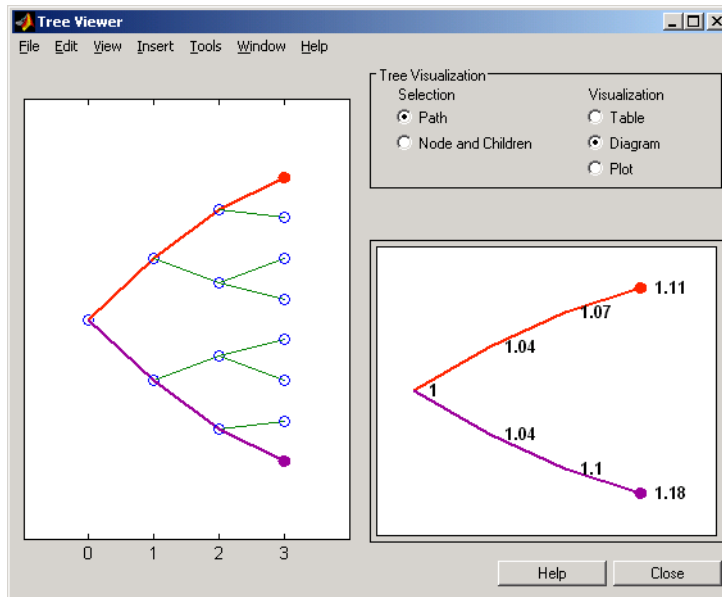 Tree Viewer
File Edit View Insert Tools Window Help
Tree Visualization
Selection
Visualization
Path
Table
Node and Children
Diagram
Plot
1.11
1.07
1.04
1
1.04
1.1
1.18
0 1 2 3
Help
Close